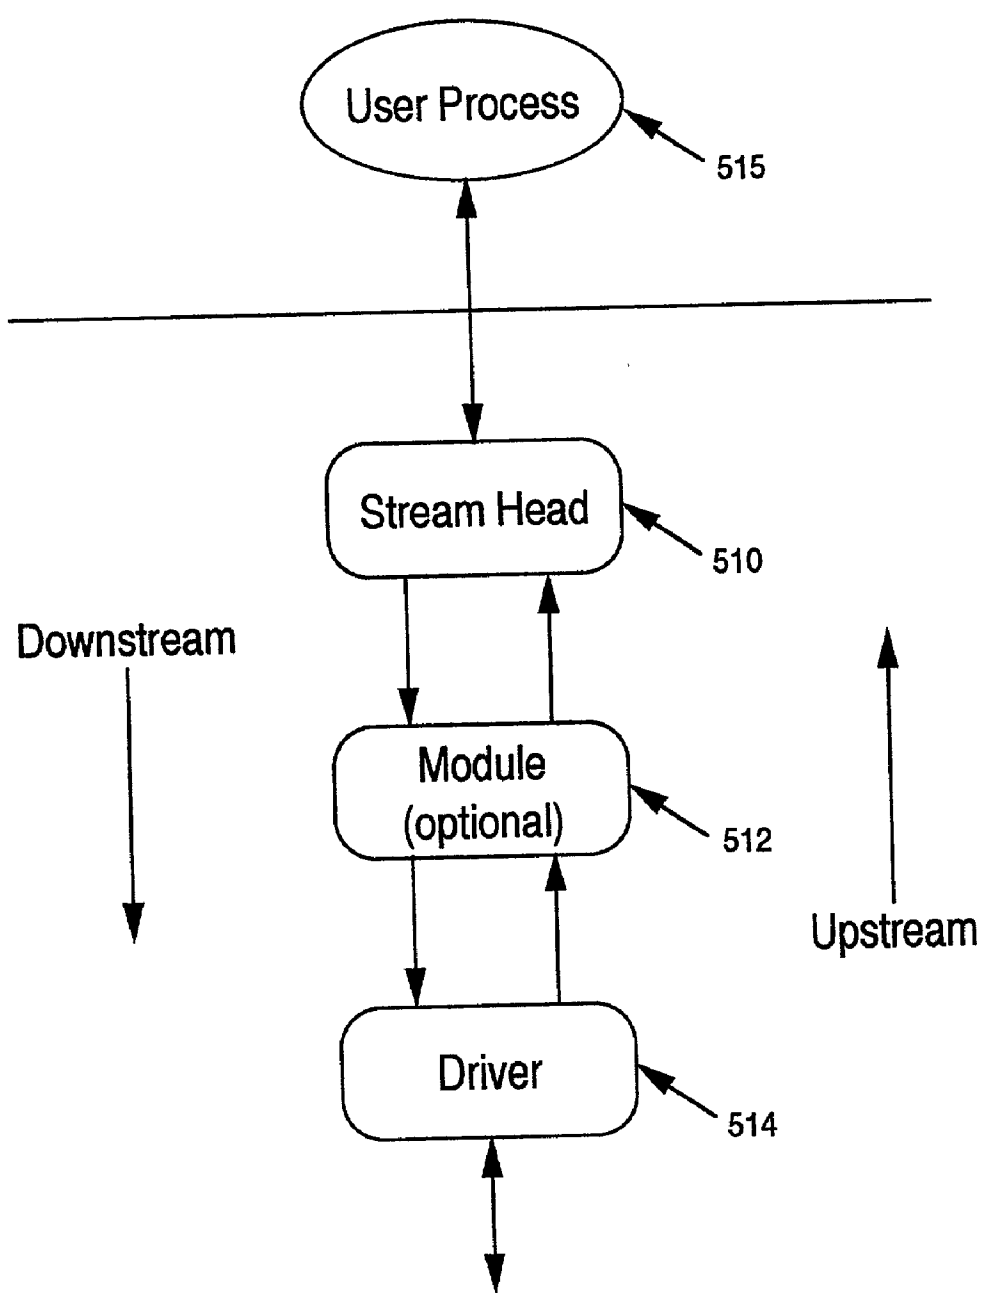 User Process
515
Stream Head
510
Downstream
Module
(optional)
512
Upstream
Driver
514